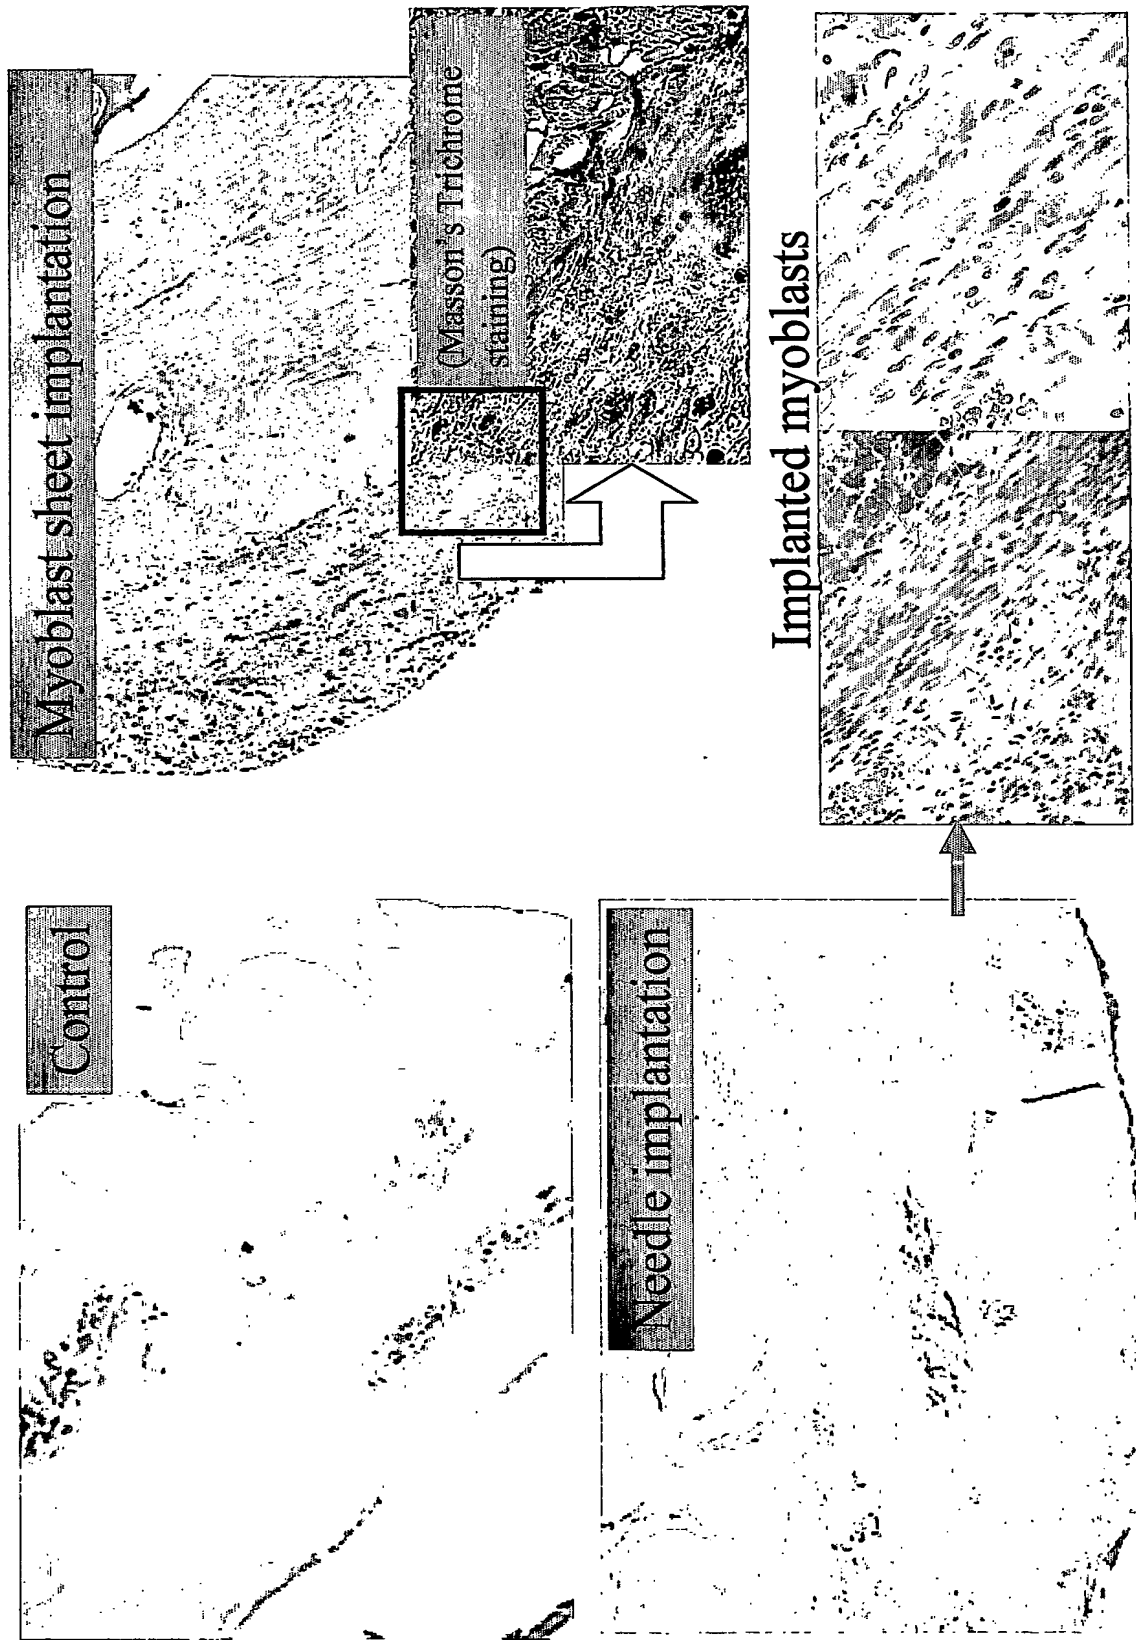 Control
Myoblast sheet implantation
(Masson's Trichrome
staining)
Needle implantation
Implanted myoblasts